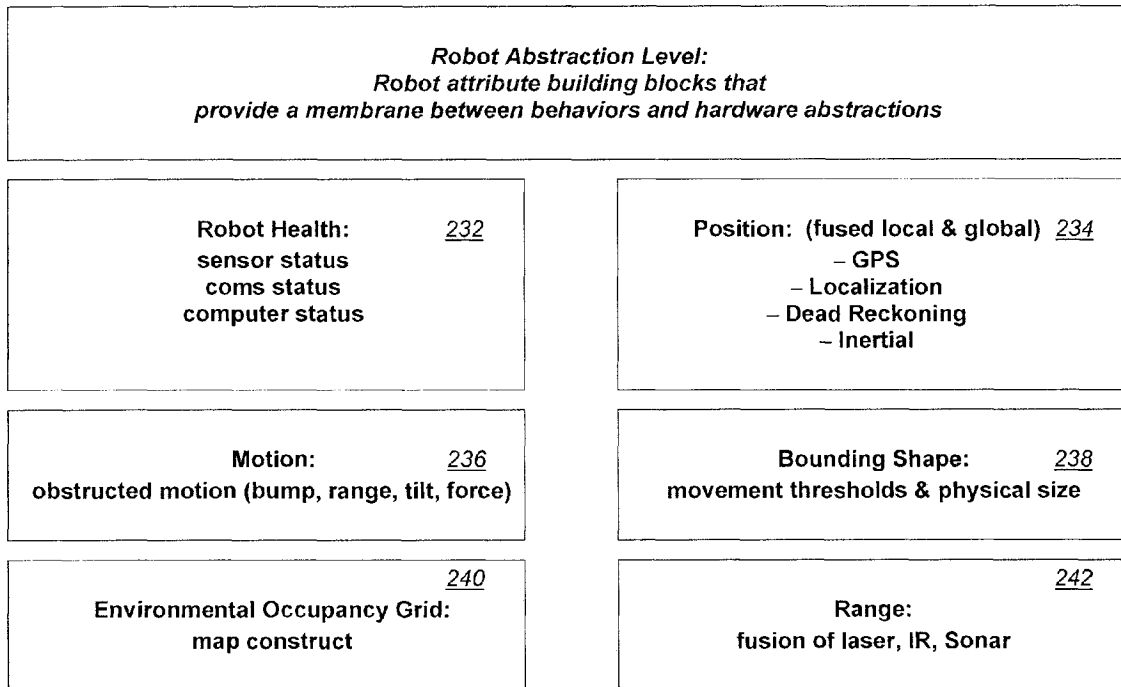 Robot Abstraction Level:
Robot attribute building blocks that
provide a membrane between behaviors and hardware abstractions
Robot Health: 232
sensor status
coms status
computer status
Position: (fused local & global) 234
– GPS
– Localization
– Dead Reckoning
– Inertial
Motion: 236
obstructed motion (bump, range, tilt, force)
Bounding Shape: 238
movement thresholds & physical size
240
Environmental Occupancy Grid:
map construct
242
Range:
fusion of laser, IR, Sonar